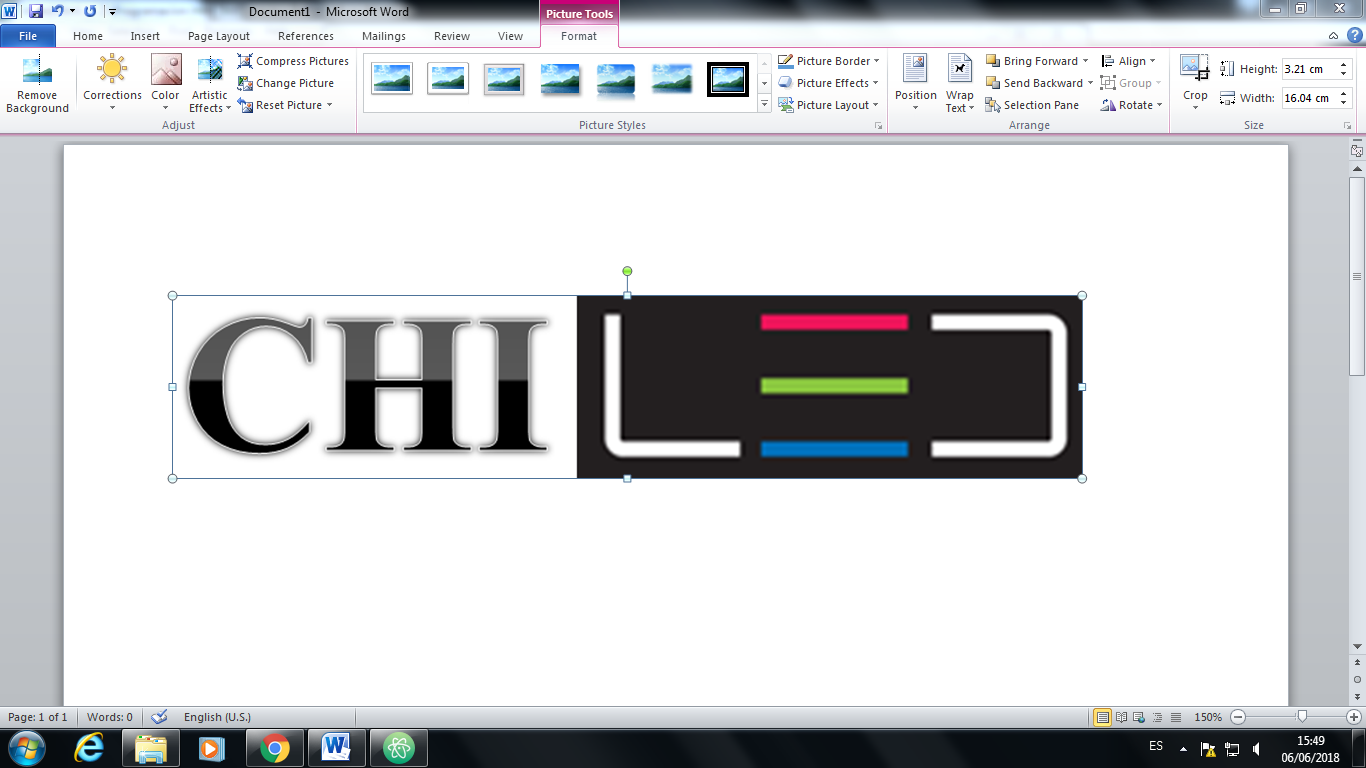 Document1 - Microsoft Word
Picture Tools
File Home Insert Page Layout References Mailings Review View Format
Remove Background
Corrections
Color
Artistic Effects
Compress Pictures
Change Picture
Reset Picture
Adjust
Picture Styles
Picture Border
Picture Effects
Picture Layout
Position
Wrap Text
Bring Forward
Send Backward
Selection Pane
Align
Group
Rotate
Arrange
Crop
Height: 3.21 cm
Width: 16.04 cm
Size
CHI LED
Page: 1 of 1 Words: 0 English (U.S.) 150%
ES 15:49
06/06/2018